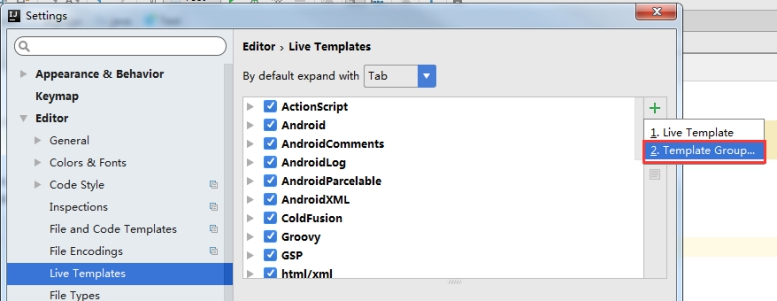 Settings
Appearance & Behavior
Keymap
Editor
General
Colors & Fonts
Code Style
Inspections
File and Code Templates
File Encodings
Live Templates
File Types
Editor › Live Templates
By default expand with Tab
ActionScript
Android
AndroidComments
AndroidLog
AndroidParcelable
AndroidXML
ColdFusion
Groovy
GSP
html/xml
1. Live Template
2. Template Group...